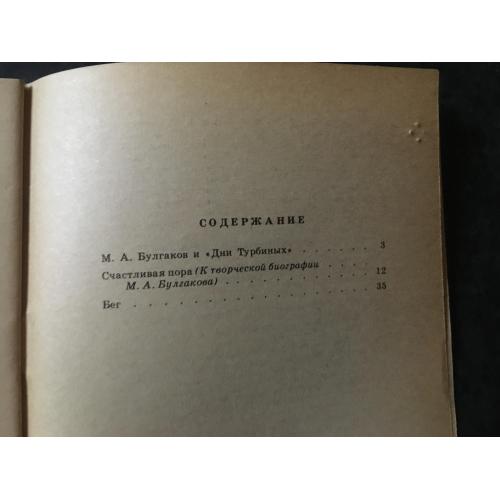 СОДЕРЖАНИЕ
М. А. Булгаков и «Дни Турбиных» . . . . . . 3
Счастливая пора (К творческой биографии . . . .
М. А. Булгакова) . . . . . . . . . . 12
Бег . . . . . . . . . . . . . . 35